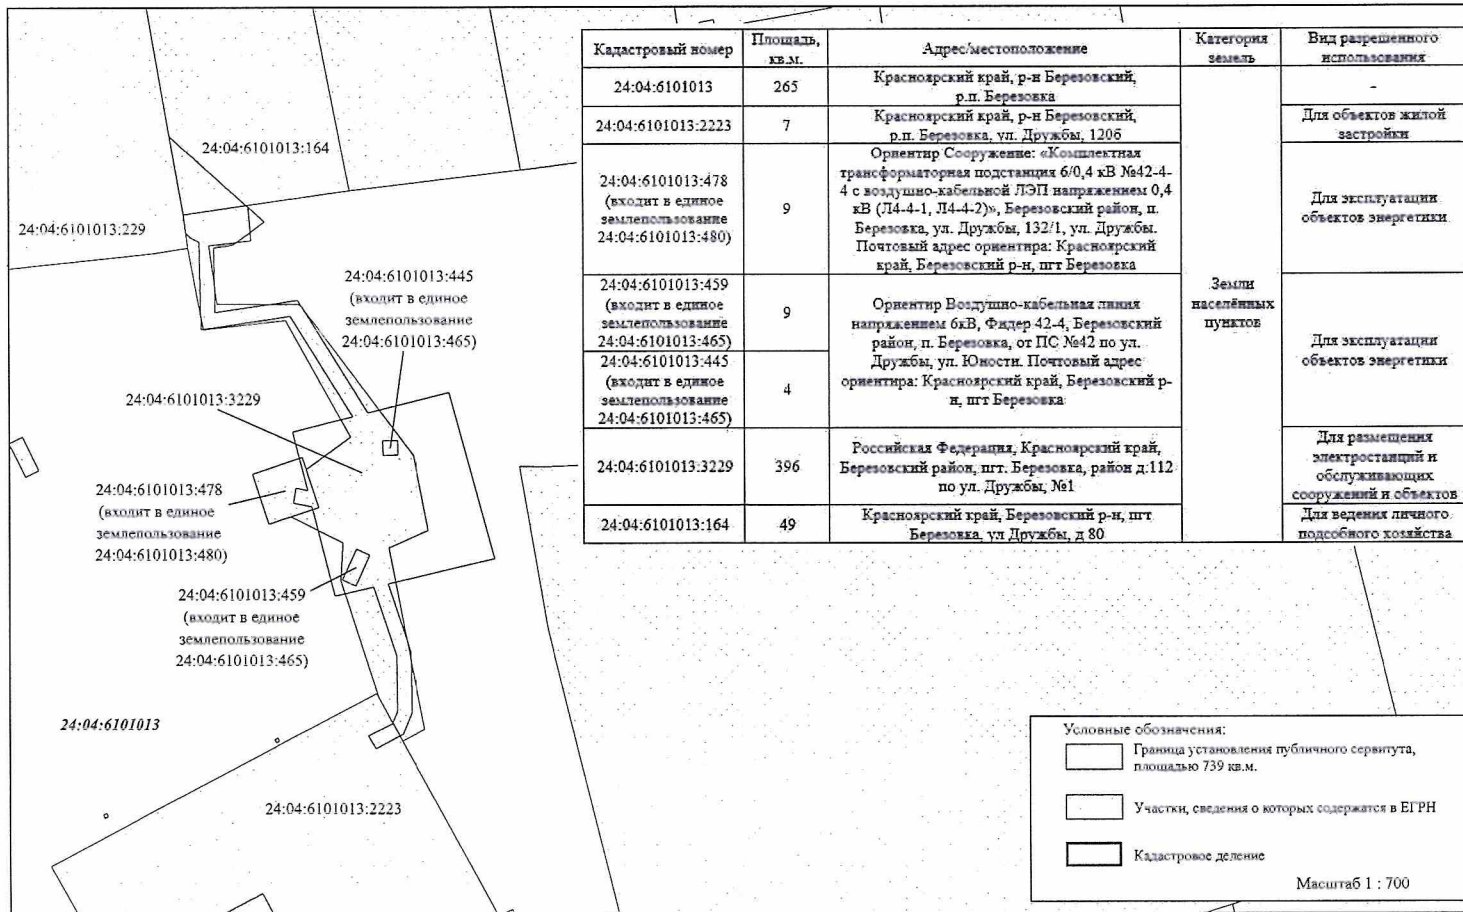 Кадастровый номер
Площадь,
кв.м.
Адрес/местоположение
Категория
земель
Вид разрешенного
использования
24:04:6101013
265
Красноярский край, р-н Березовский,
р.п. Березовка
-
24:04:6101013:2223
7
Красноярский край, р-н Березовский,
р.п. Березовка, ул. Дружбы, 120б
Для объектов жилой
застройки
24:04:6101013:478
(входит в единое
землепользование
24:04:6101013:480)
9
Ориентир Сооружение: «Комплектная
трансформаторная подстанция 6/0,4 кВ №42-4-
4 с воздушно-кабельной ЛЭП напряжением 0,4
кВ (Л4-4-1, Л4-4-2)», Березовский район, п.
Березовка, ул. Дружбы, 132/1, ул. Дружбы.
Почтовый адрес ориентира: Красноярский
край, Березовский р-н, пгт Березовка
Для эксплуатации
объектов энергетики
24:04:6101013:459
(входит в единое
землепользование
24:04:6101013:465)
9
Ориентир Воздушно-кабельная линия
напряжением 6кВ, Фидер 42-4, Березовский
район, п. Березовка, от ПС №42 по ул.
Дружбы, ул. Юности. Почтовый адрес
ориентира: Красноярский край, Березовский р-
н, пгт Березовка
Земли
населённых
пунктов
Для эксплуатации
объектов энергетики
24:04:6101013:445
(входит в единое
землепользование
24:04:6101013:465)
4
24:04:6101013:3229
396
Российская Федерация, Красноярский край,
Березовский район, пгт. Березовка, район д.112
по ул. Дружбы, №1
Для размещения
электростанций и
обслуживающих
сооружений и объектов
24:04:6101013:164
49
Красноярский край, Березовский р-н, пгт
Березовка, ул Дружбы, д 80
Для ведения личного
подсобного хозяйства
24:04:6101013:164
24:04:6101013:229
24:04:6101013:445
(входит в единое
землепользование
24:04:6101013:465)
24:04:6101013:3229
24:04:6101013:478
(входит в единое
землепользование
24:04:6101013:480)
24:04:6101013:459
(входит в единое
землепользование
24:04:6101013:465)
24:04:6101013
24:04:6101013:2223
Условные обозначения:
Граница установления публичного сервитута,
площадью 739 кв.м.
Участки, сведения о которых содержатся в ЕГРН
Кадастровое деление
Масштаб 1 : 700